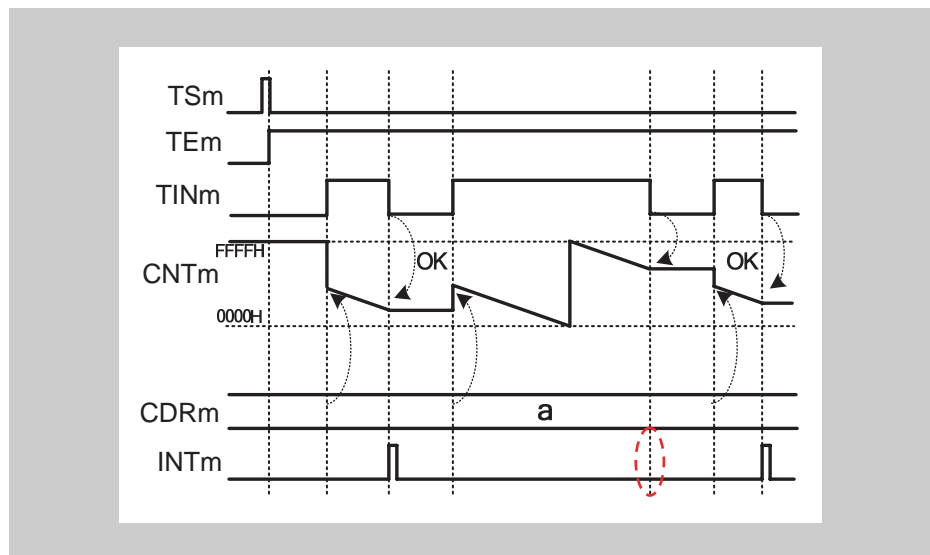 TSm
TEm
TINm
FFFFH
CNTm
OK
OK
0000H
CDRm
a
INTm